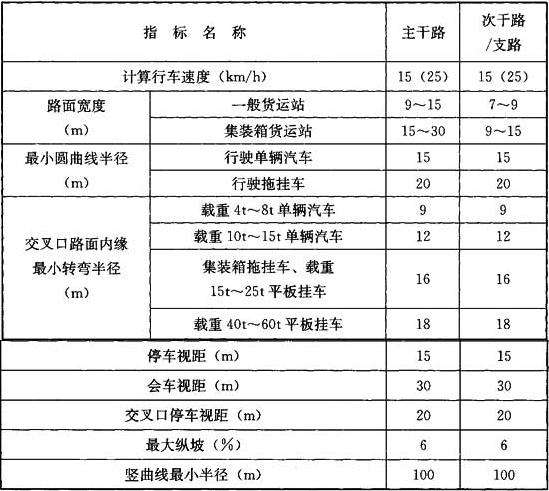 指标名称 主干路 次干路
/支路
计算行车速度（km/h） 15（25） 15（25）
路面宽度
（m）
一般货运站 9～15 7～9
集装箱货运站 15～30 9～15
最小圆曲线半径
（m）
行驶单辆汽车 15 15
行驶拖挂车 20 20
交叉口路面内缘
最小转弯半径
（m）
载重 4t～8t 单辆汽车 9 9
载重 10t～15t 单辆汽车 12 12
集装箱拖挂车、载重
15t～25t 平板挂车 16 16
载重 40t～60t 平板挂车 18 18
停车视距（m） 15 15
会车视距（m） 30 30
交叉口停车视距（m） 20 20
最大纵坡（%） 6 6
竖曲线最小半径（m） 100 100